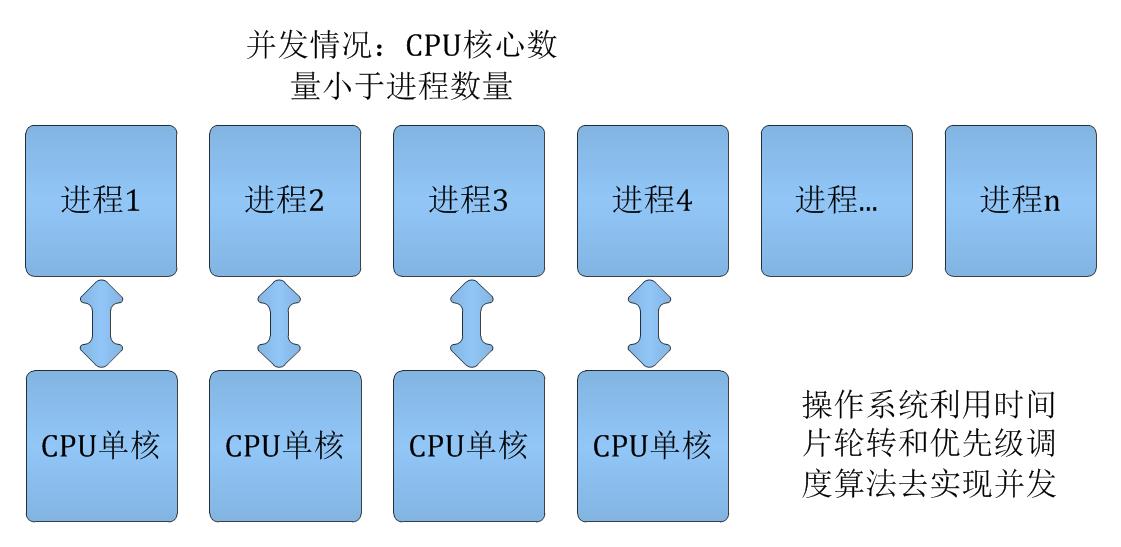 并发情况：CPU核心数
量小于进程数量
进程1
进程2
进程3
进程4
进程...
进程n
CPU单核
CPU单核
CPU单核
CPU单核
操作系统利用时间
片轮转和优先级调
度算法去实现并发